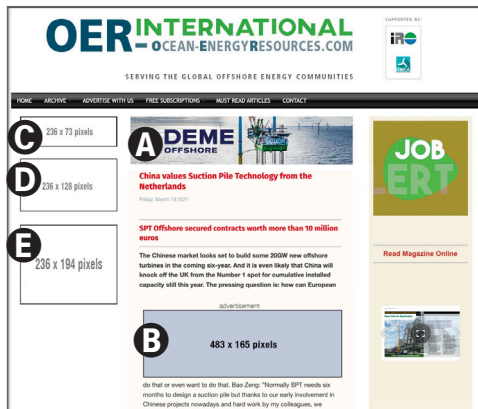 OER INTERNATIONAL
OCEAN-ENERGYRESOURCES.COM
SERVING THE GLOBAL OFFSHORE ENERGY COMMUNITIES
SUPPORTED BY:
iRO
HOME ARCHIVE ADVERTISE WITH US FREE SUBSCRIPTIONS MUST READ ARTICLES CONTACT
C
236 x 73 pixels
D
236 x 128 pixels
E
236 x 194 pixels
A
DEME
OFFSHORE
China values Suction Pile Technology from the
Netherlands
Friday, March 19 2021
SPT Offshore secured contracts worth more than 10 million
euros
The Chinese market looks set to build some 20GW new offshore
turbines in the coming six-year. And it is even likely that China will
knock off the UK from the Number 1 spot for cumulative installed
capacity still this year. The pressing question is: how can European
advertisement
B
483 x 165 pixels
do that or even want to do that. Bao Zeng: "Normally SPT needs six
months to design a suction pile but thanks to our early involvement in
Chinese projects nowadays and hard work by my colleagues, we
JOB
LERT
Read Magazine Online